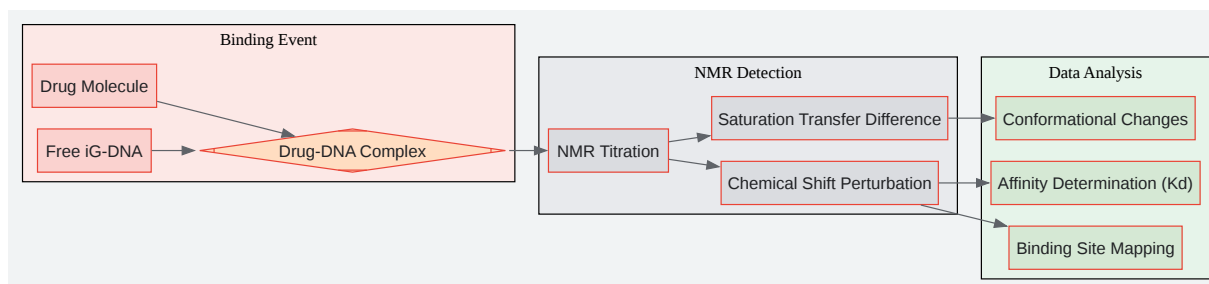 Binding Event
Drug Molecule
Free iG-DNA
Drug-DNA Complex
NMR Detection
NMR Titration
Saturation Transfer Difference
Chemical Shift Perturbation
Data Analysis
Conformational Changes
Affinity Determination (Kd)
Binding Site Mapping